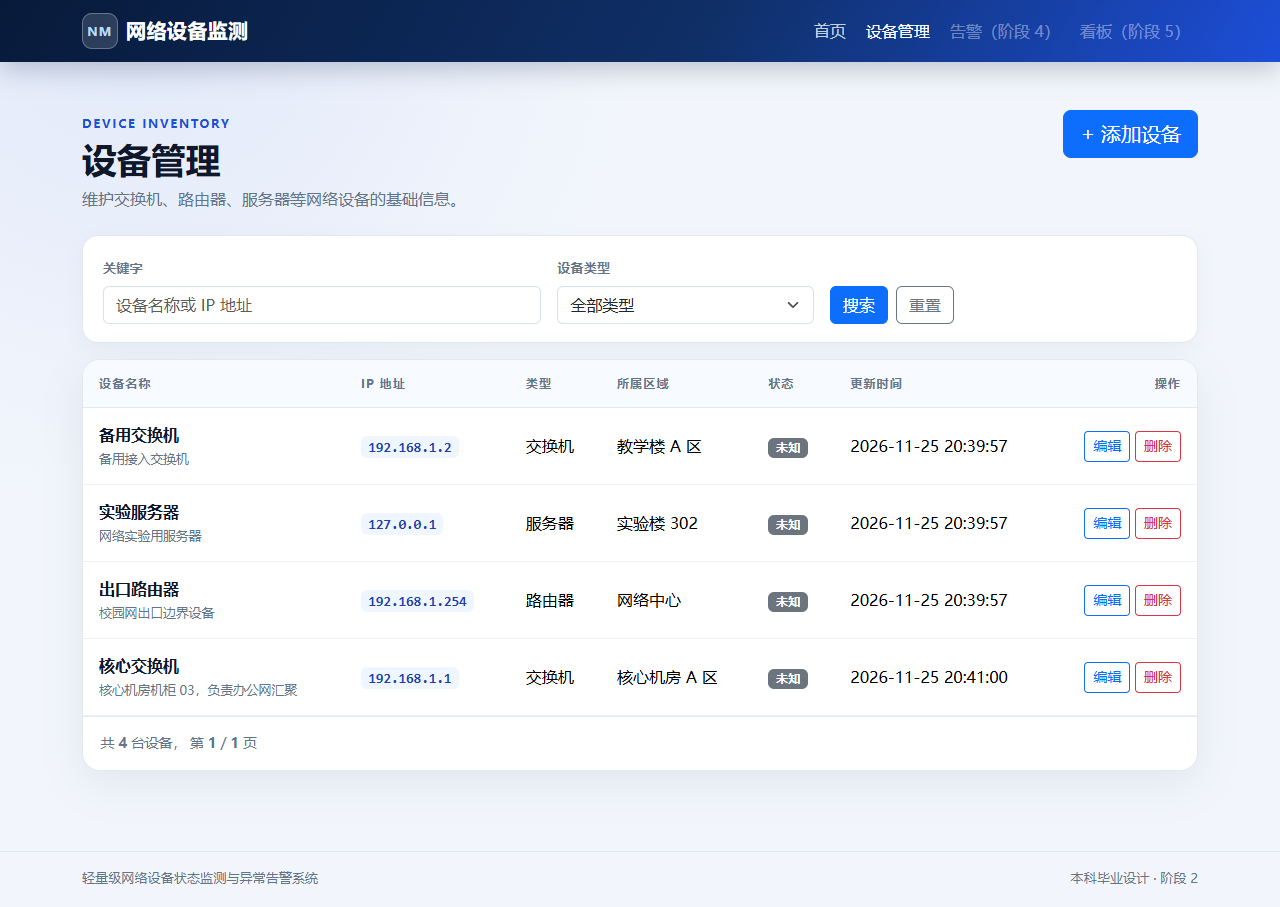 NM 网络设备监测 首页 设备管理 告警（阶段 4） 看板（阶段 5）
DEVICE INVENTORY
设备管理
维护交换机、路由器、服务器等网络设备的基础信息。
+ 添加设备
关键字 设备类型
设备名称或 IP 地址 全部类型 搜索 重置
设备名称 IP 地址 类型 所属区域 状态 更新时间 操作
备用交换机 192.168.1.2 交换机 教学楼 A 区 未知 2026-11-25 20:39:57 编辑 删除
备用接入交换机
实验服务器 127.0.0.1 服务器 实验楼 302 未知 2026-11-25 20:39:57 编辑 删除
网络实验用服务器
出口路由器 192.168.1.254 路由器 网络中心 未知 2026-11-25 20:39:57 编辑 删除
校园网出口边界设备
核心交换机 192.168.1.1 交换机 核心机房 A 区 未知 2026-11-25 20:41:00 编辑 删除
核心机房机柜 03，负责办公网汇聚
共 4 台设备， 第 1 / 1 页
轻量级网络设备状态监测与异常告警系统 本科毕业设计 · 阶段 2